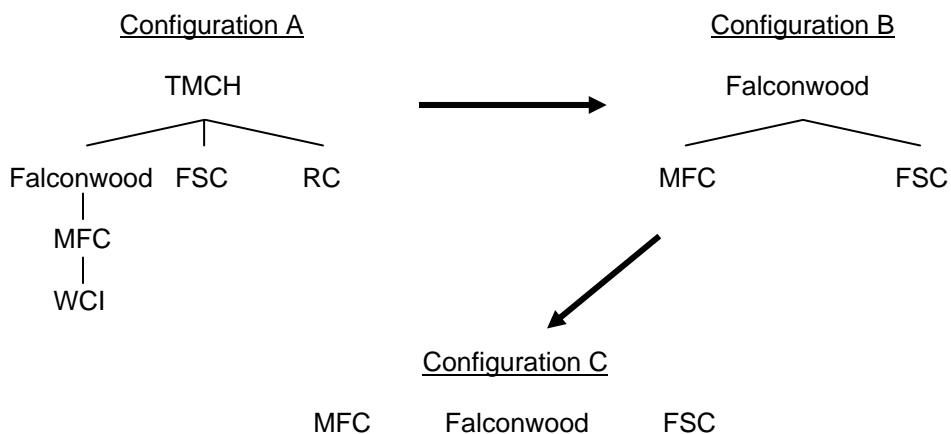 Configuration A Configuration B
TMCH Falconwood
Falconwood FSC RC MFC FSC
MFC
WCI
Configuration C
MFC Falconwood FSC